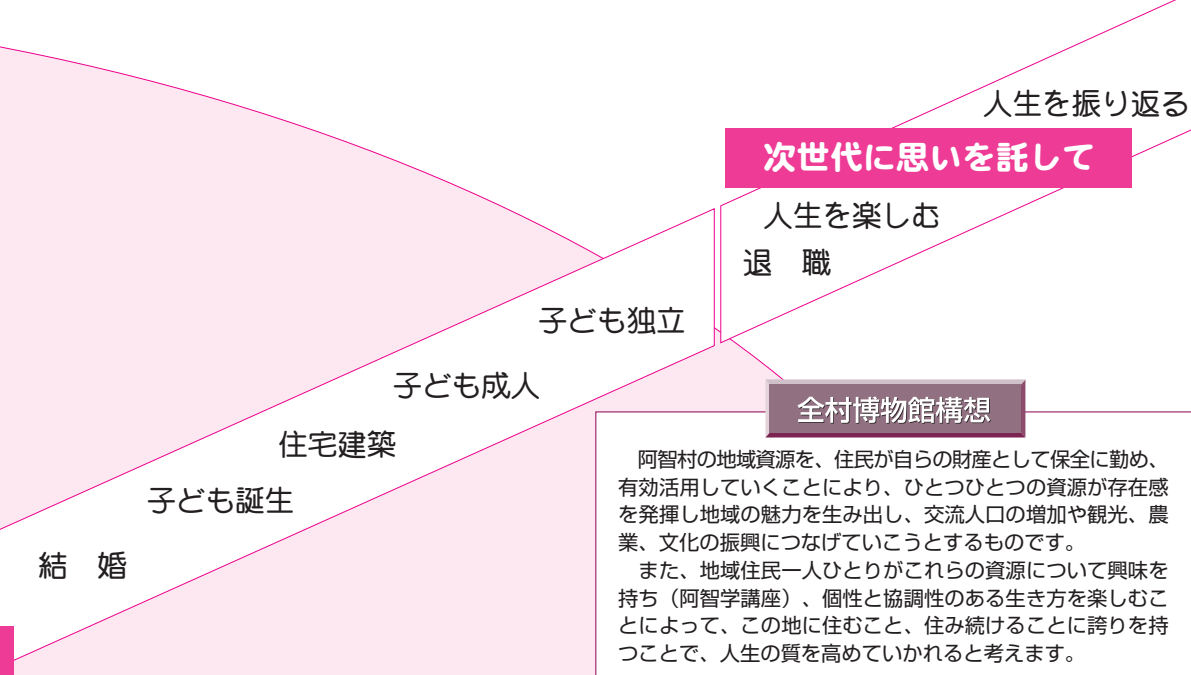 人生を振り返る
次世代に思いを託して
人生を楽しむ
退　職
子ども独立
子ども成人
住宅建築
子ども誕生
結　婚
全村博物館構想
　阿智村の地域資源を、住民が自らの財産として保全に勤め、
有効活用していくことにより、ひとつひとつの資源が存在感
を発揮し地域の魅力を生み出し、交流人口の増加や観光、農
業、文化の振興につなげていこうとするものです。
　また、地域住民一人ひとりがこれらの資源について興味を
持ち（阿智学講座）、個性と協調性のある生き方を楽しむこ
とによって、この地に住むこと、住み続けることに誇りを持
つことで、人生の質を高めていかれると考えます。